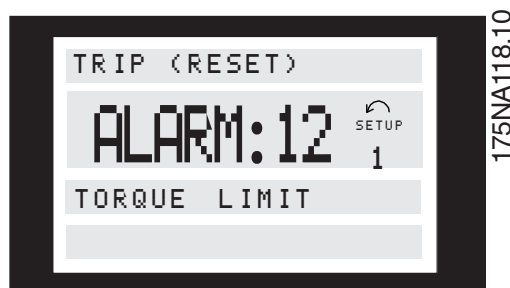 TRIP (RESET)
ALARM:12
SETUP
1
TORQUE LIMIT
175NA118.10